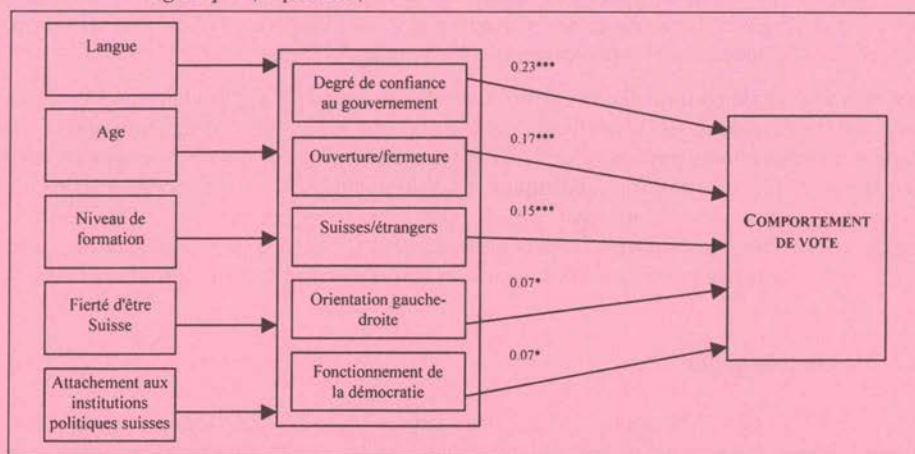 Langue
Age
Niveau de
formation
Fierté d'être
Suisse
Attachement aux
institutions
politiques suisses
Degré de confiance
au gouvernement
Ouverture/fermeture
Suisses/étrangers
Orientation gauche-
droite
Fonctionnement de
la démocratie
0.23***
0.17***
0.15***
0.07*
0.07*
COMPORTEMENT
DE VOTE